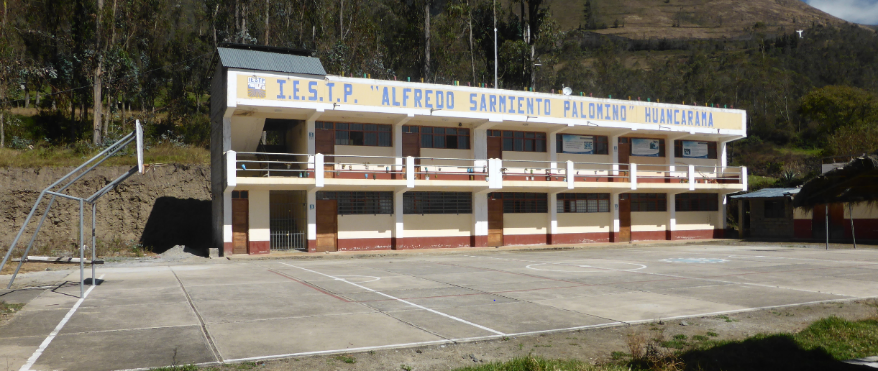 I.E.S.T.P. "ALFREDO SARMIENTO PALOMINO" HUANCARAMA